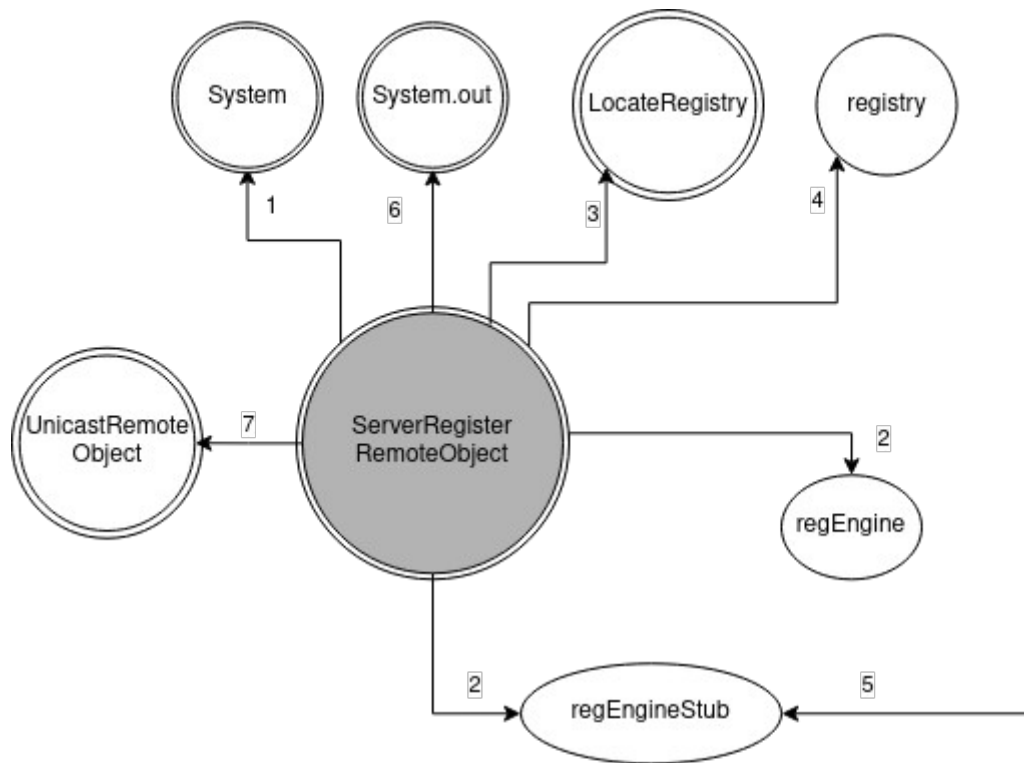 System
System.out
LocateRegistry
registry
1
6
3
4
UnicastRemote
Object
7
ServerRegister
RemoteObject
2
regEngine
2
regEngineStub
5